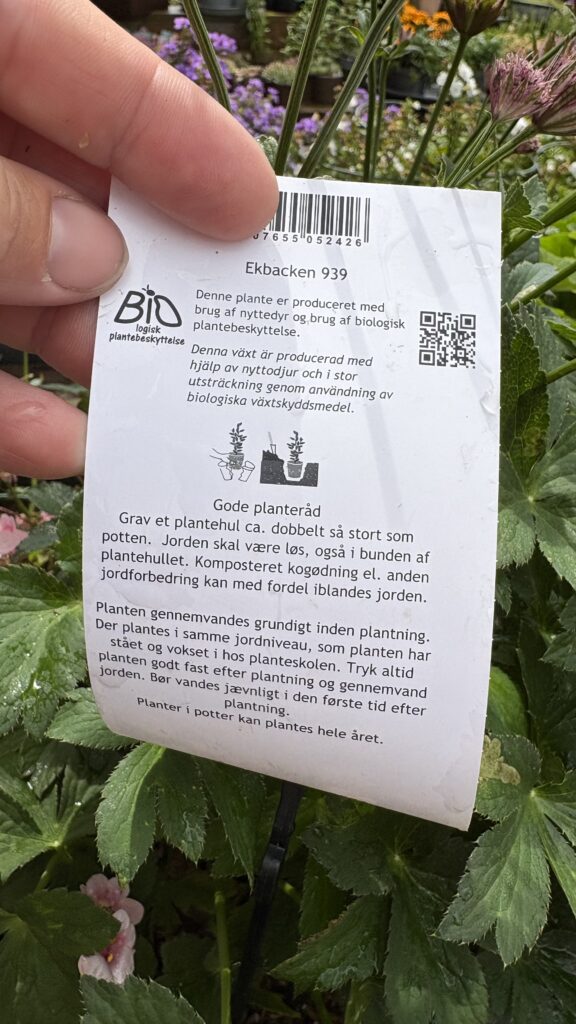 7655 052426
Ekbacken 939
BIO
logisk
plantebeskyttelse
Denne plante er produceret med
brug af nyttedyr og brug af biologisk
plantebeskyttelse.
Denna växt är producerad med
hjälp av nyttodjur och i stor
utsträckning genom användning av
biologiska växtskyddsmedel.
Gode planteråd
Grav et plantehul ca. dobbelt så stort som
potten. Jorden skal være løs, også i bunden af
plantehullet. Komposteret kogødning el. anden
jordforbedring kan med fordel iblandes jorden.
Planten gennemvandes grundigt inden plantning.
Der plantes i samme jordniveau, som planten har
stået og vokset i hos planteskolen. Tryk altid
planten godt fast efter plantning og gennemvand
jorden. Bør vandes jævnligt i den første tid efter
plantning.
Planter i potter kan plantes hele året.